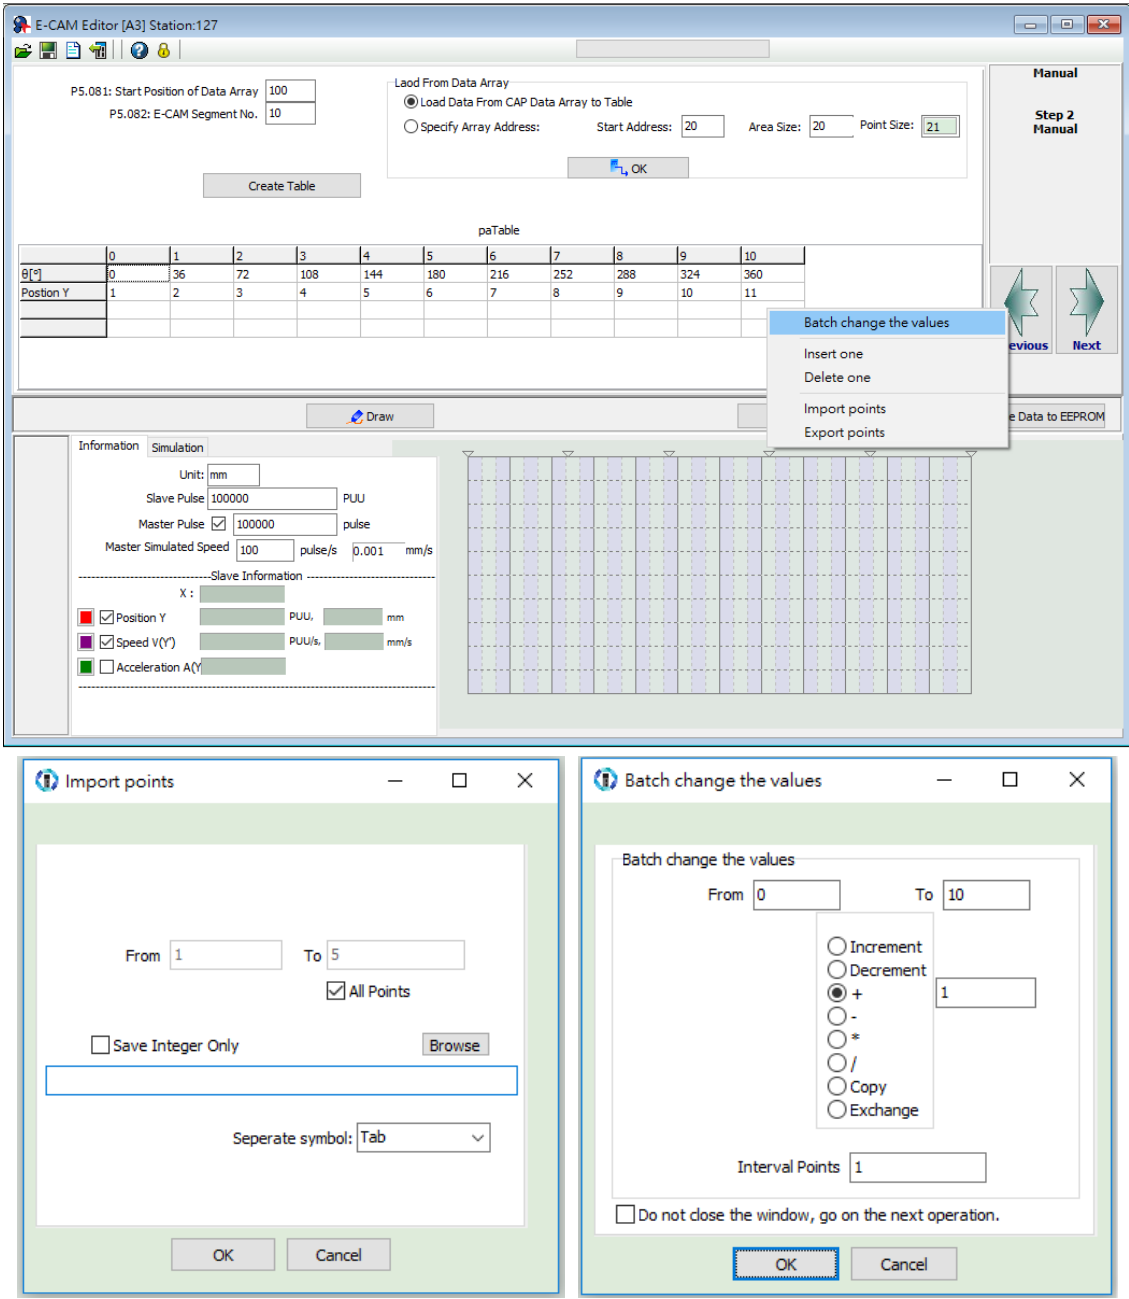 E-CAM Editor [A3] Station:127
P5.081: Start Position of Data Array 100
P5.082: E-CAM Segment No. 10
Create Table
Laod From Data Array
Load Data From CAP Data Array to Table
Specify Array Address: Start Address: 20 Area Size: 20 Point Size: 21
OK
Manual
Step 2
Manual
paTable
0 1 2 3 4 5 6 7 8 9 10
θ[°] 0 36 72 108 144 180 216 252 288 324 360
Postion Y 1 2 3 4 5 6 7 8 9 10 11
Batch change the values
Insert one
Delete one
Import points
Export points
evious Next
Draw
e Data to EEPROM
Information Simulation
Unit: mm
Slave Pulse 100000 PUU
Master Pulse 100000 pulse
Master Simulated Speed 100 pulse/s 0.001 mm/s
Slave Information
X :
Position Y PUU, mm
Speed V(Y') PUU/s, mm/s
Acceleration A(Y
Import points
From 1 To 5
All Points
Save Integer Only Browse
Seperate symbol: Tab
OK Cancel
Batch change the values
Batch change the values
From 0 To 10
Increment
Decrement
+ 1
-
*
/
Copy
Exchange
Interval Points 1
Do not close the window, go on the next operation.
OK Cancel